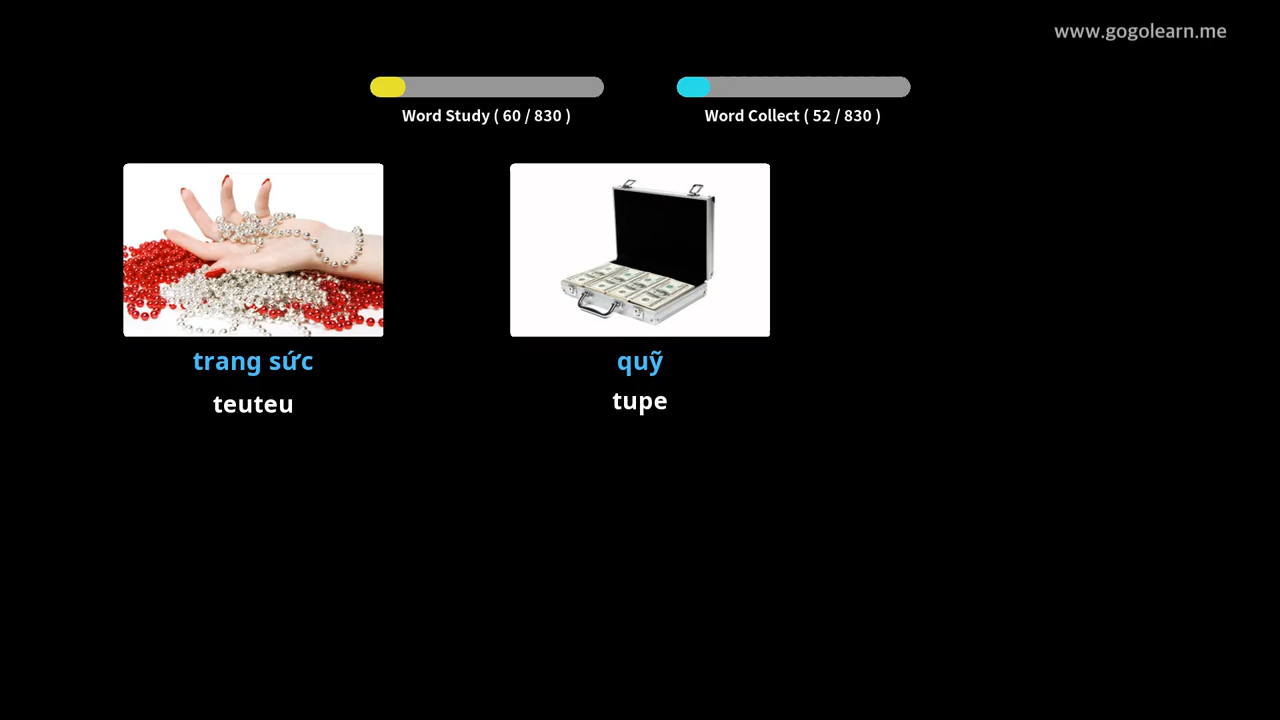 www.gogolearn.me
Word Study ( 60 / 830 )
Word Collect ( 52 / 830 )
trang sức
teuteu
quỹ
tupe